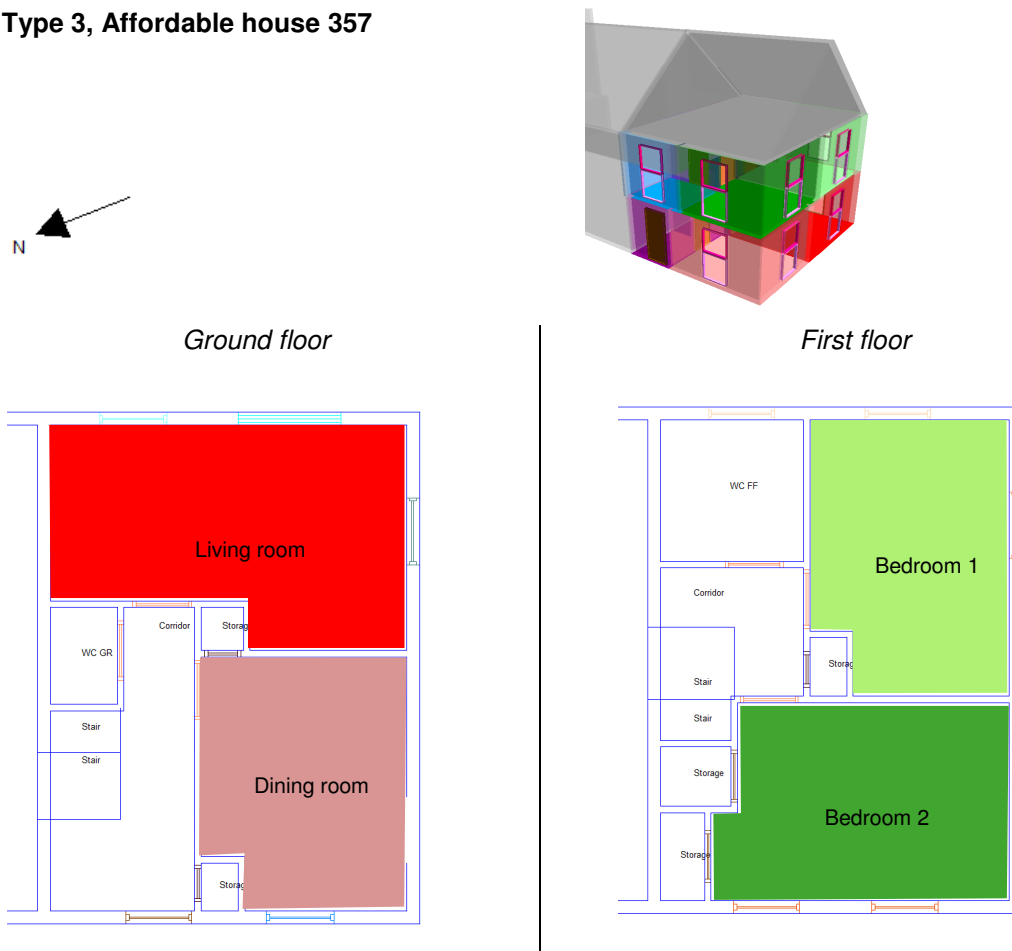 Type 3, Affordable house 357
N
Ground floor
First floor
Living room
Corridor
Storag
WC GR
Stair
Stair
Dining room
Storag
WC FF
Bedroom 1
Corridor
Storag
Stair
Stair
Storage
Bedroom 2
Storage